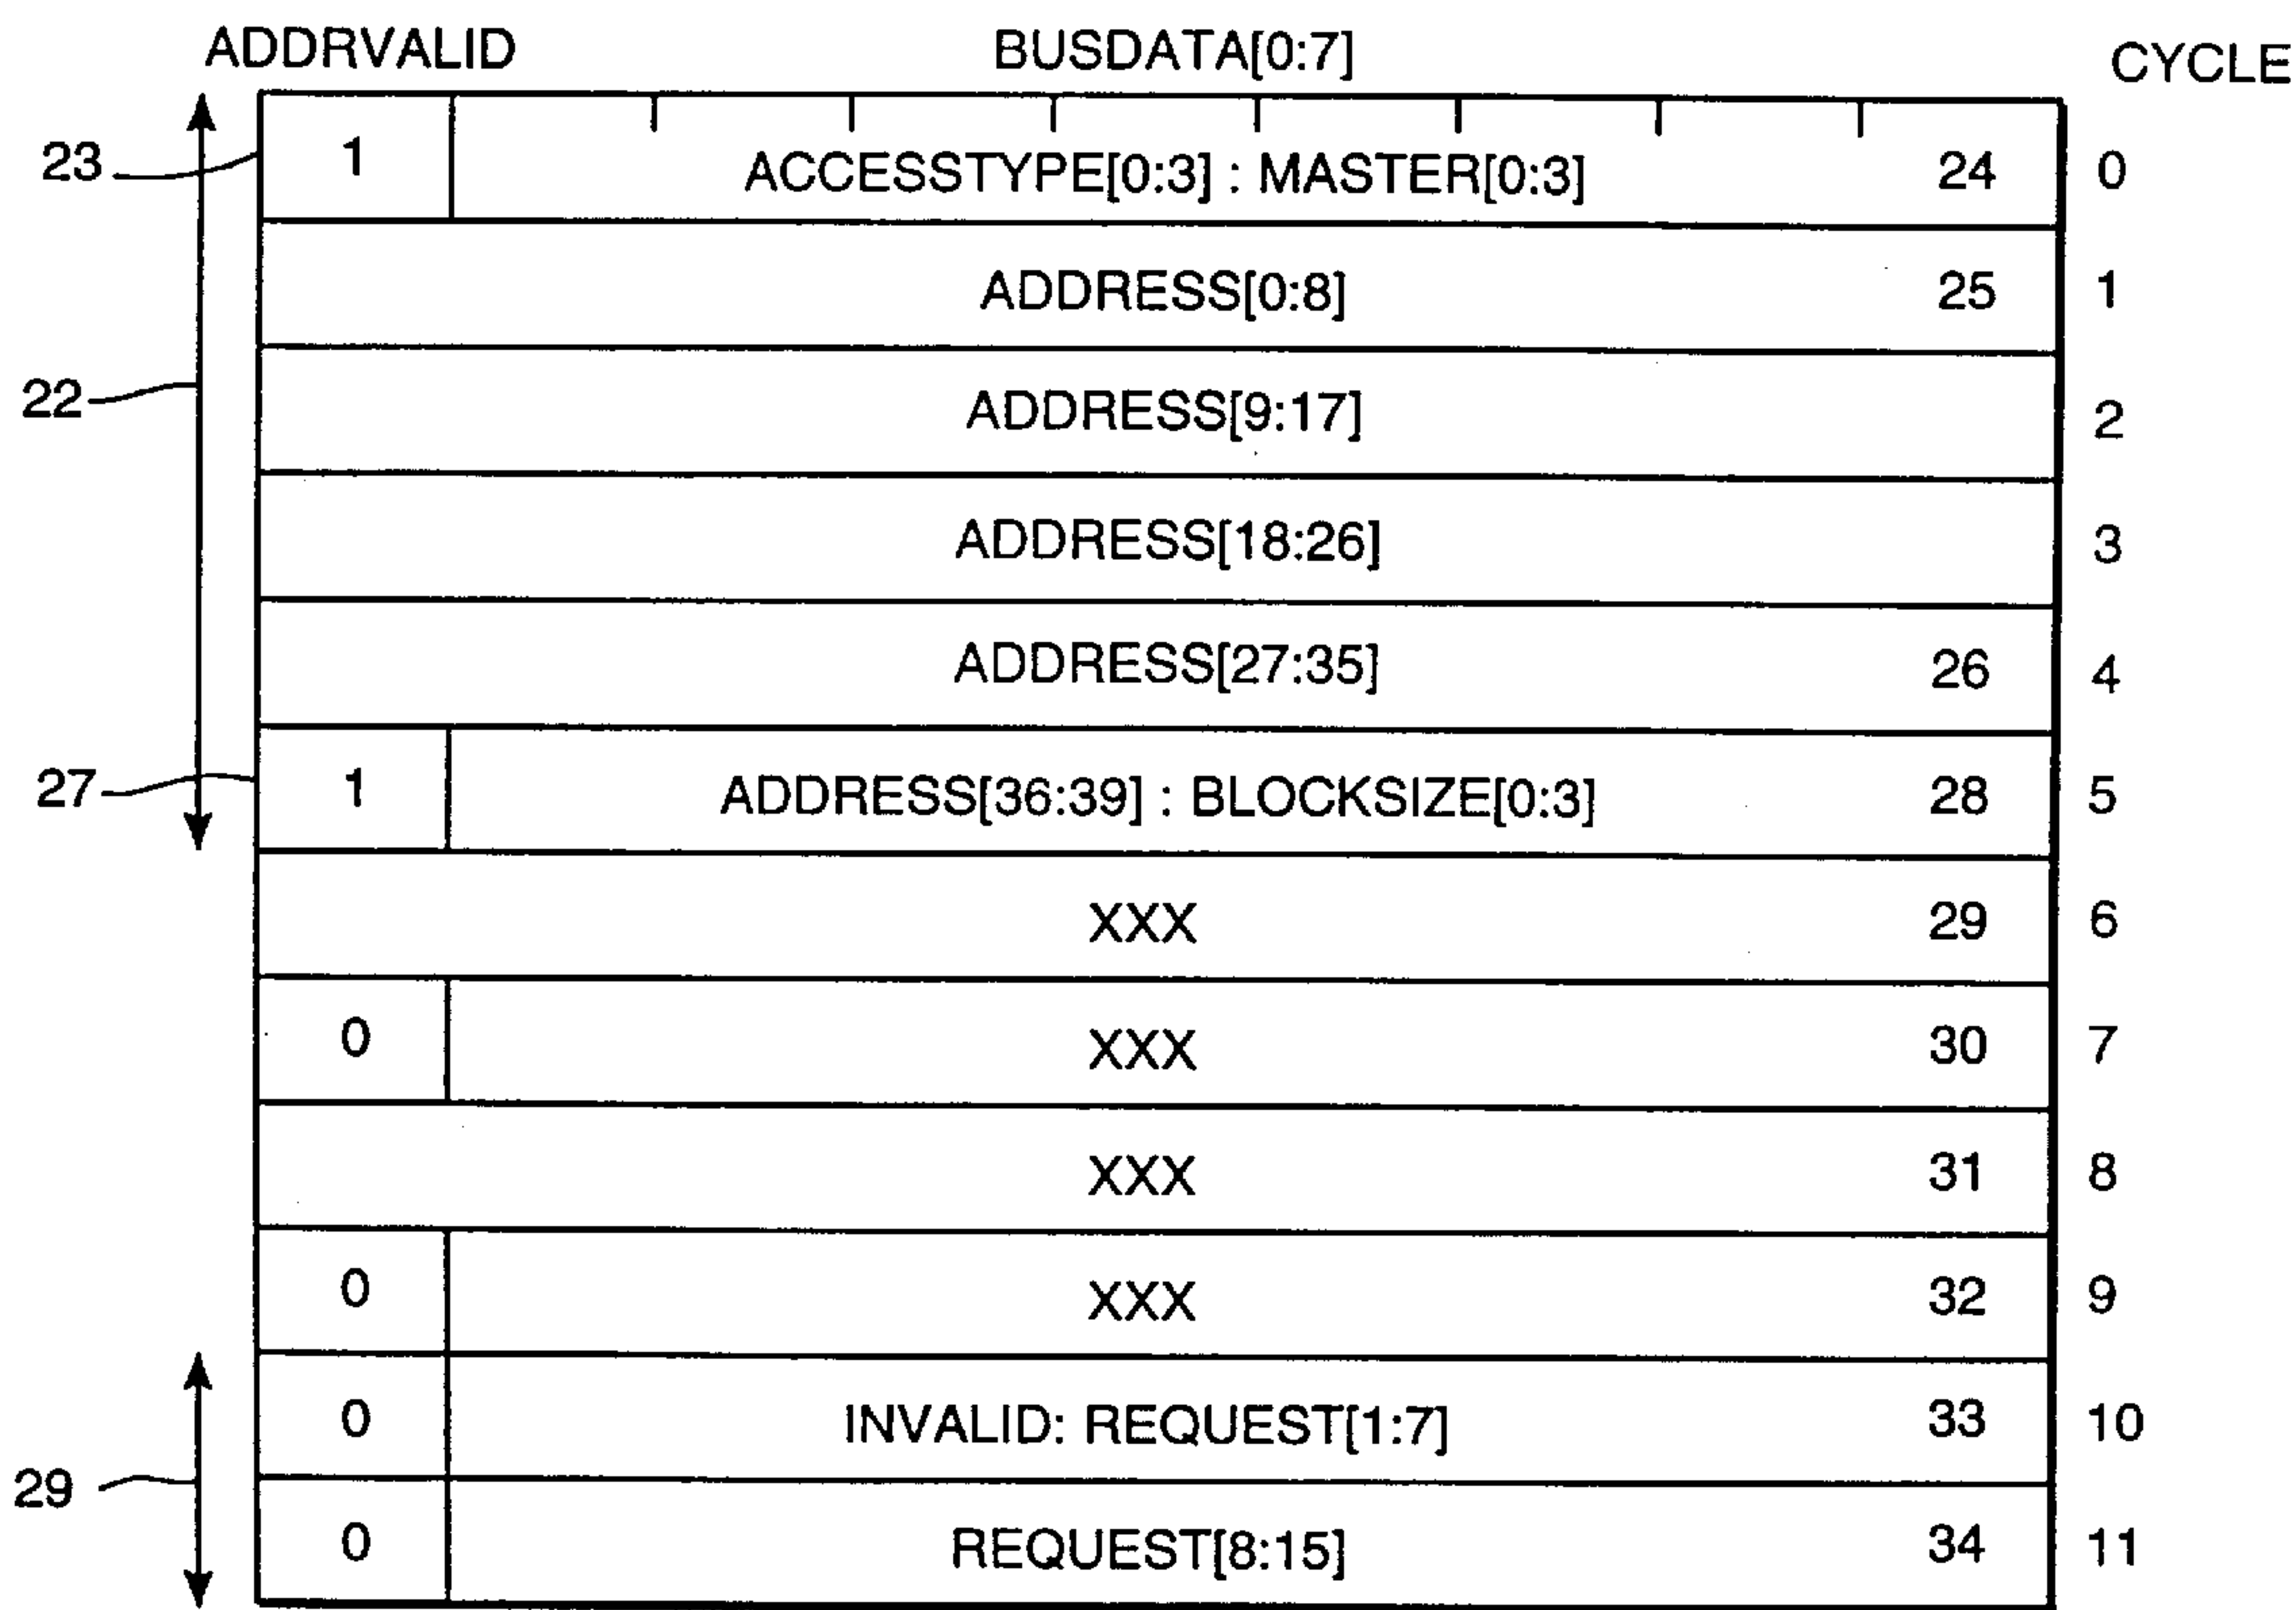 ADDRVALID BUSDATA[0:7] CYCLE
23 1 ACCESSTYPE[0:3] : MASTER[0:3] 24 0
ADDRESS[0:8] 25 1
22 ADDRESS[9:17] 2
ADDRESS[18:26] 3
ADDRESS[27:35] 26 4
27 1 ADDRESS[36:39] : BLOCKSIZE[0:3] 28 5
XXX 29 6
0 XXX 30 7
XXX 31 8
0 XXX 32 9
0 INVALID: REQUEST[1:7] 33 10
29 0 REQUEST[8:15] 34 11